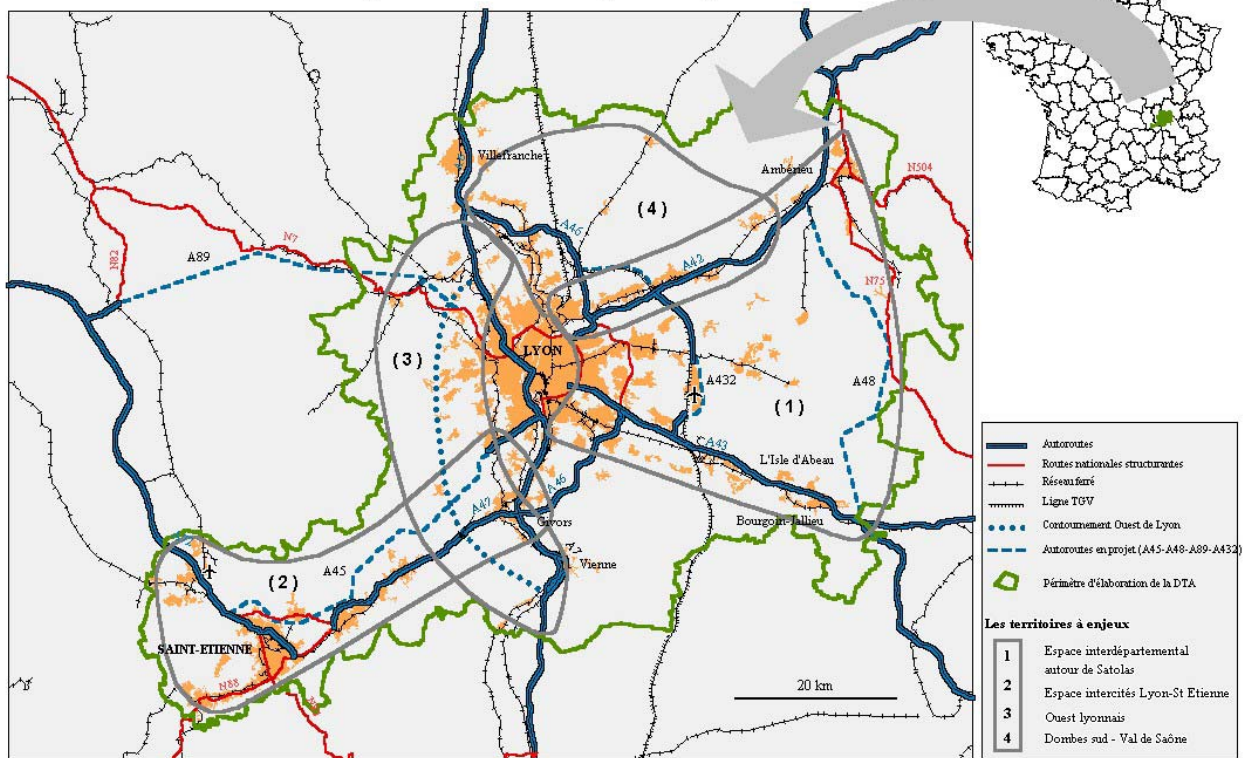 Villefranche
Ambérieu
N504
(4)
A46
A42
N7
A89
N82
N75
LYON
(3)
A432
A48
(1)
A43
L'Isle d'Abeau
A46
A47
Givors
Bourgoin-Jallieu
A7
Vienne
A45
(2)
SAINT-ETIENNE
N88
20 km
Autoroutes
Routes nationales structurantes
Réseau ferré
Ligne TGV
Contournement Ouest de Lyon
Autoroutes en projet (A45-A48-A89-A432)
Périmètre d'élaboration de la DTA
Les territoires à enjeux
1 Espace interdépartemental
autour de Satolas
2 Espace intercités Lyon-St Etienne
3 Ouest lyonnais
4 Dombes sud - Val de Saône